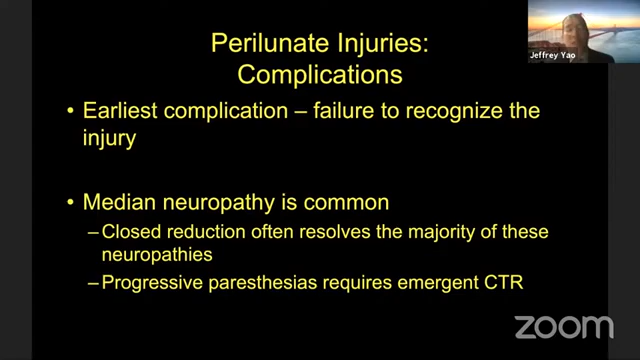 Perilunate Injuries:
Complications
Jeffrey Yao
• Earliest complication – failure to recognize the
injury
• Median neuropathy is common
–Closed reduction often resolves the majority of these
neuropathies
–Progressive paresthesias requires emergent CTR
zoom